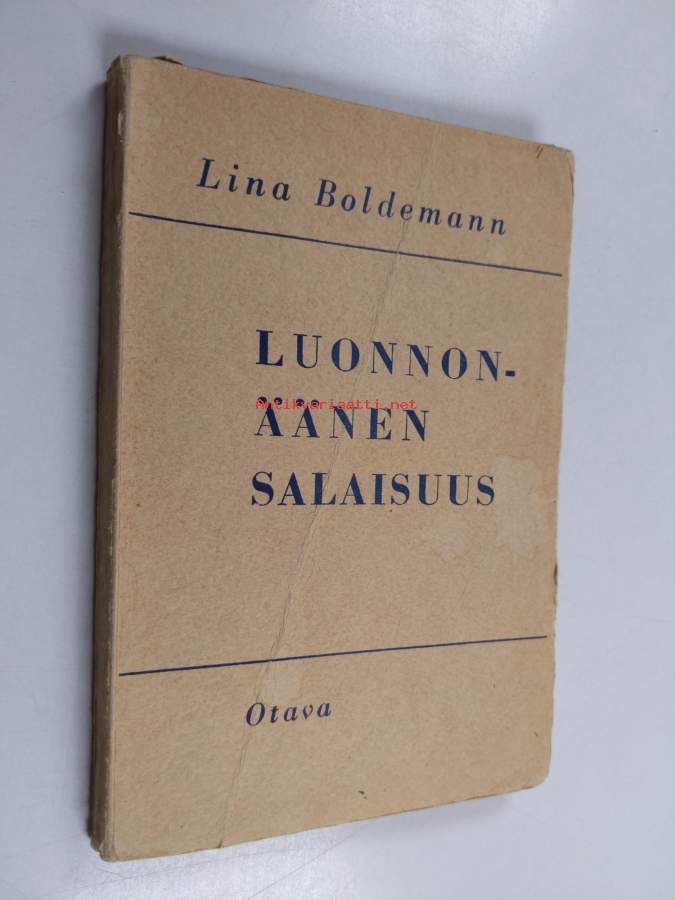 Lina Boldemann
LUONNON-
Antikvariaatti.net
ÄÄNEN
SALAISUUS
Otava